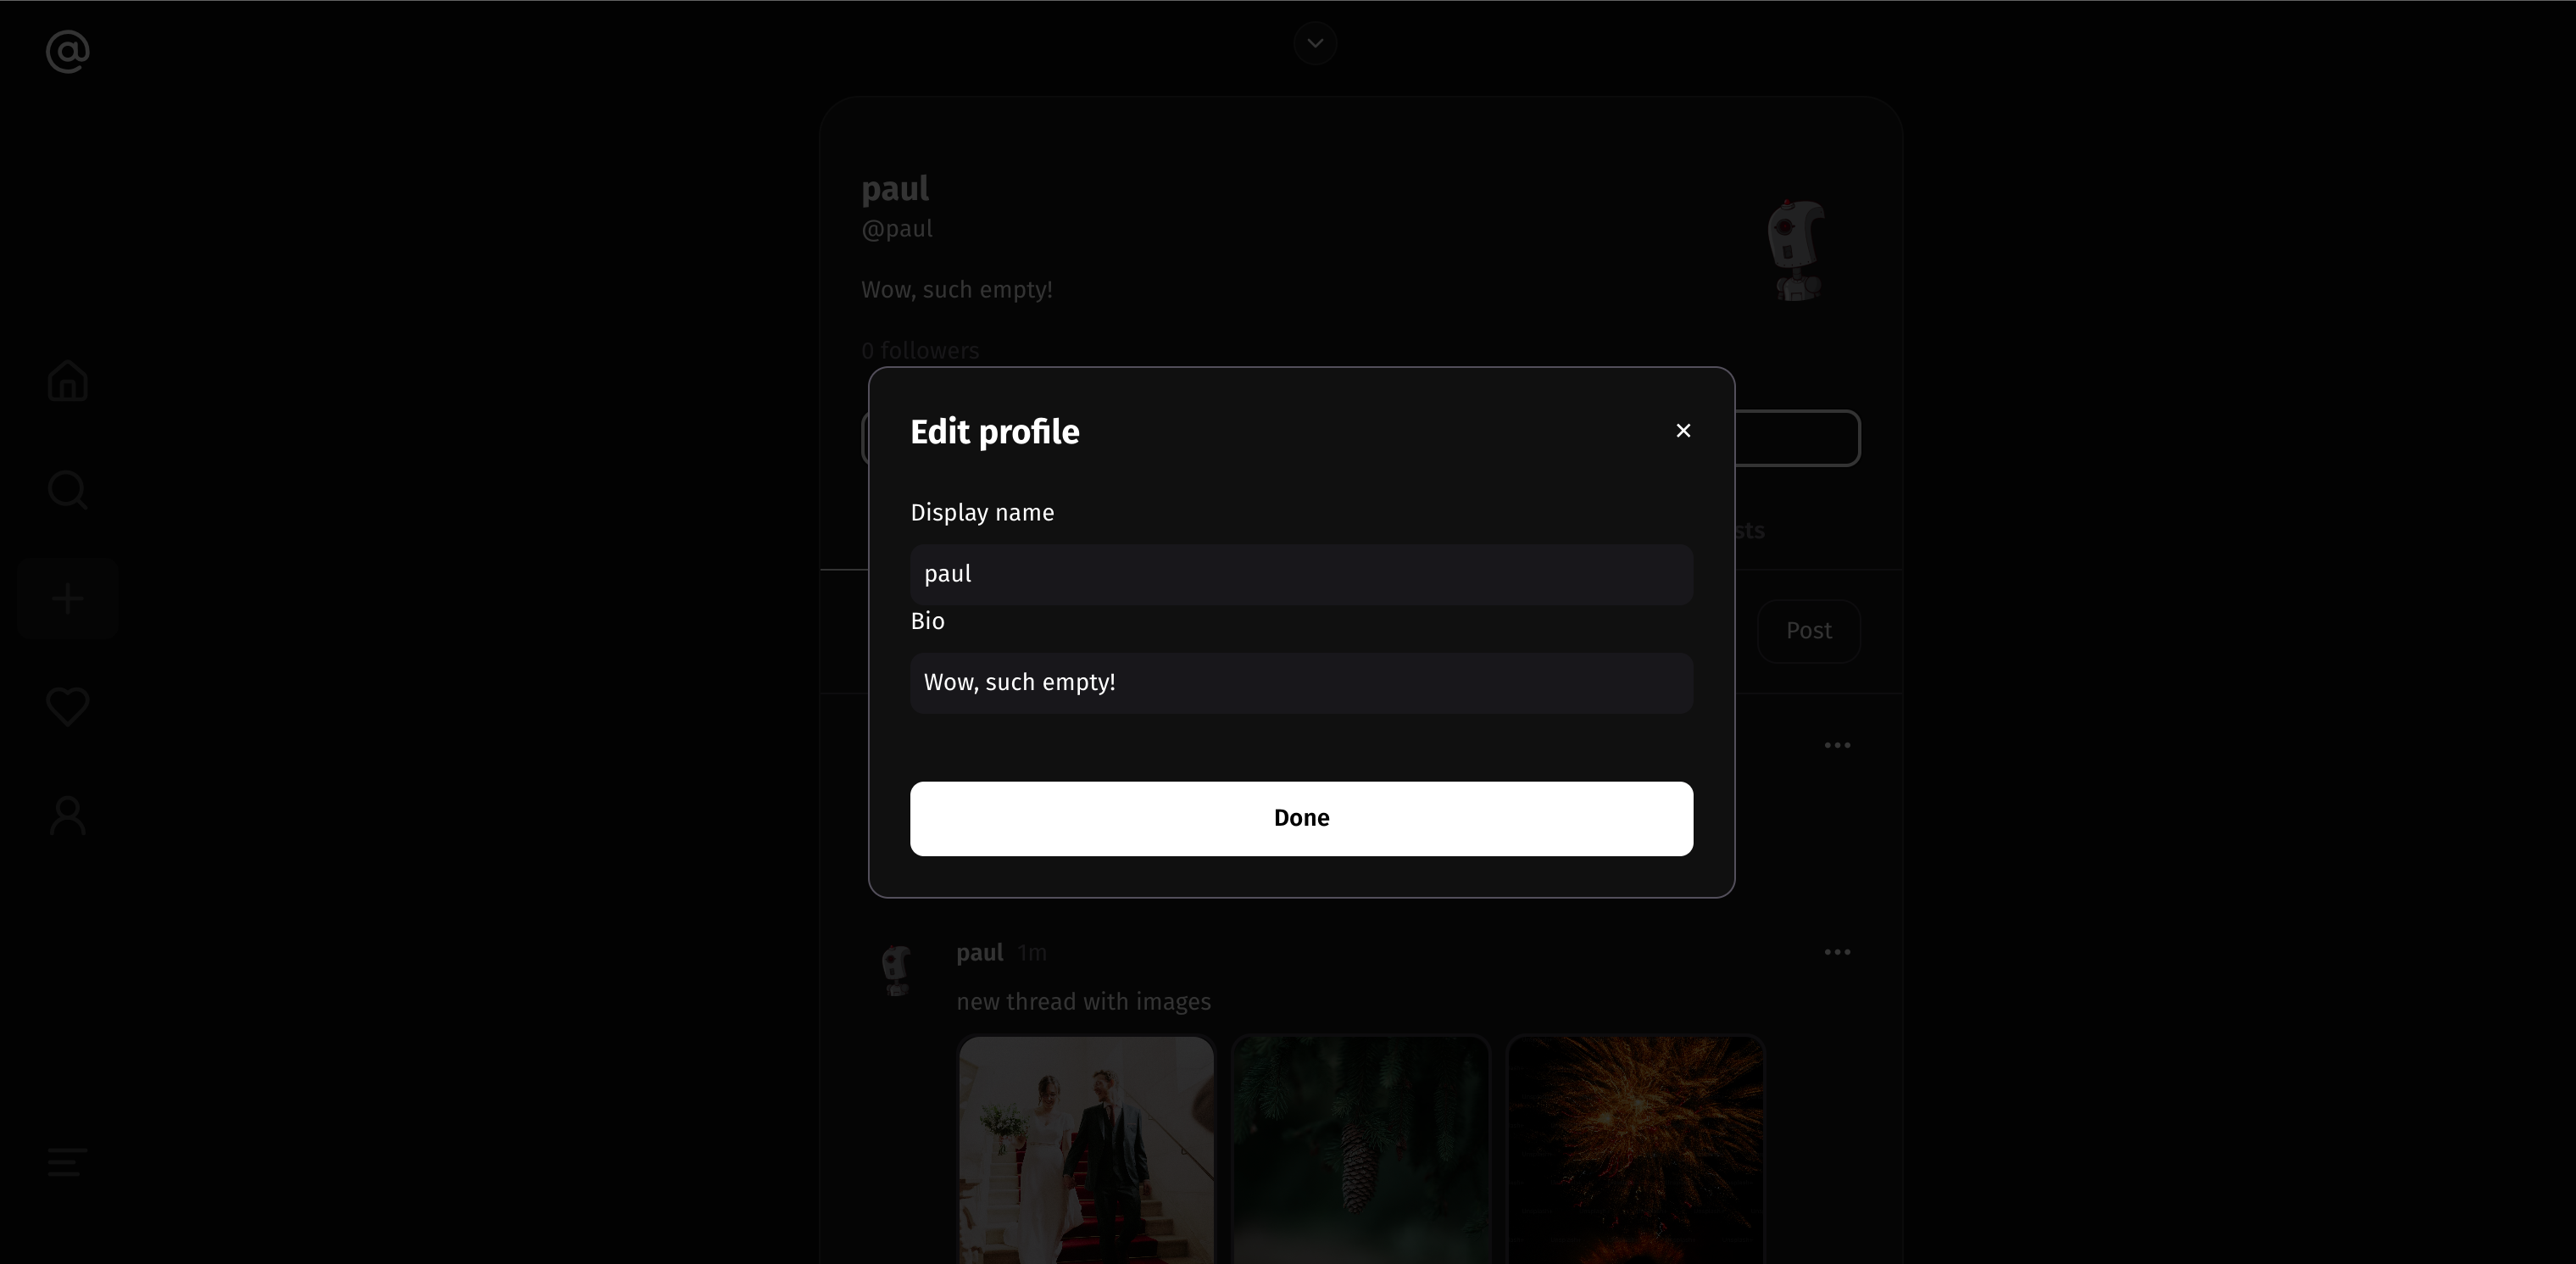 @
paul
@paul
Wow, such empty!
0 followers
Edit profile
Display name
paul
Bio
Wow, such empty!
Done
sts
Post
paul 1m
new thread with images